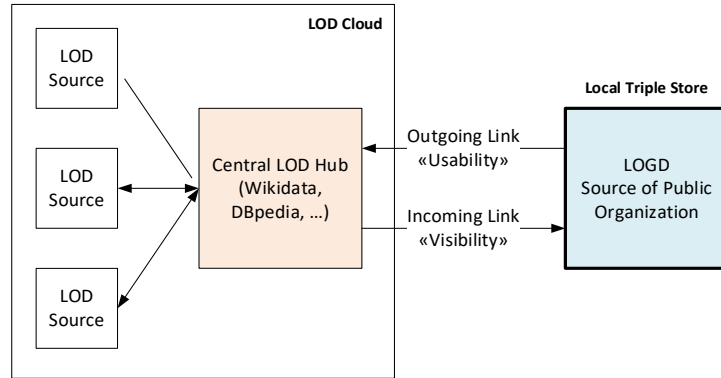 LOD Cloud
LOD
Source
LOD
Source
LOD
Source
Central LOD Hub
(Wikidata,
DBpedia, …)
Outgoing Link
«Usability»
Incoming Link
«Visibility»
Local Triple Store
LOGD
Source of Public
Organization